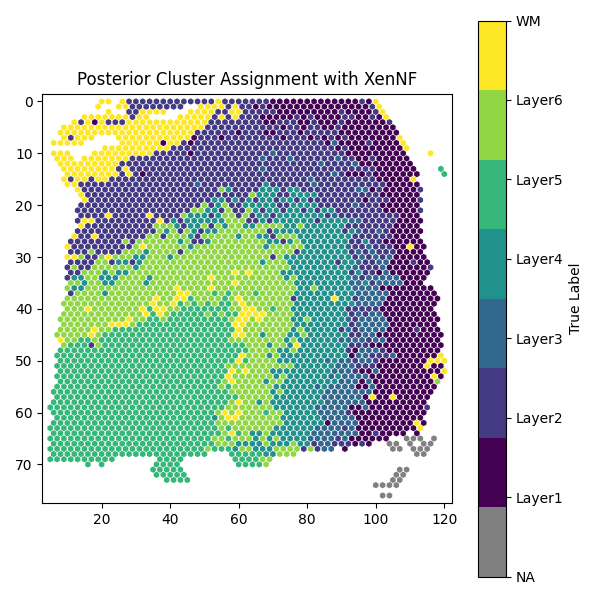 Posterior Cluster Assignment with XenNF
0
10
20
30
40
50
60
70
20
40
60
80
100
120
WM
Layer6
Layer5
Layer4
Layer3
Layer2
Layer1
NA
True Label